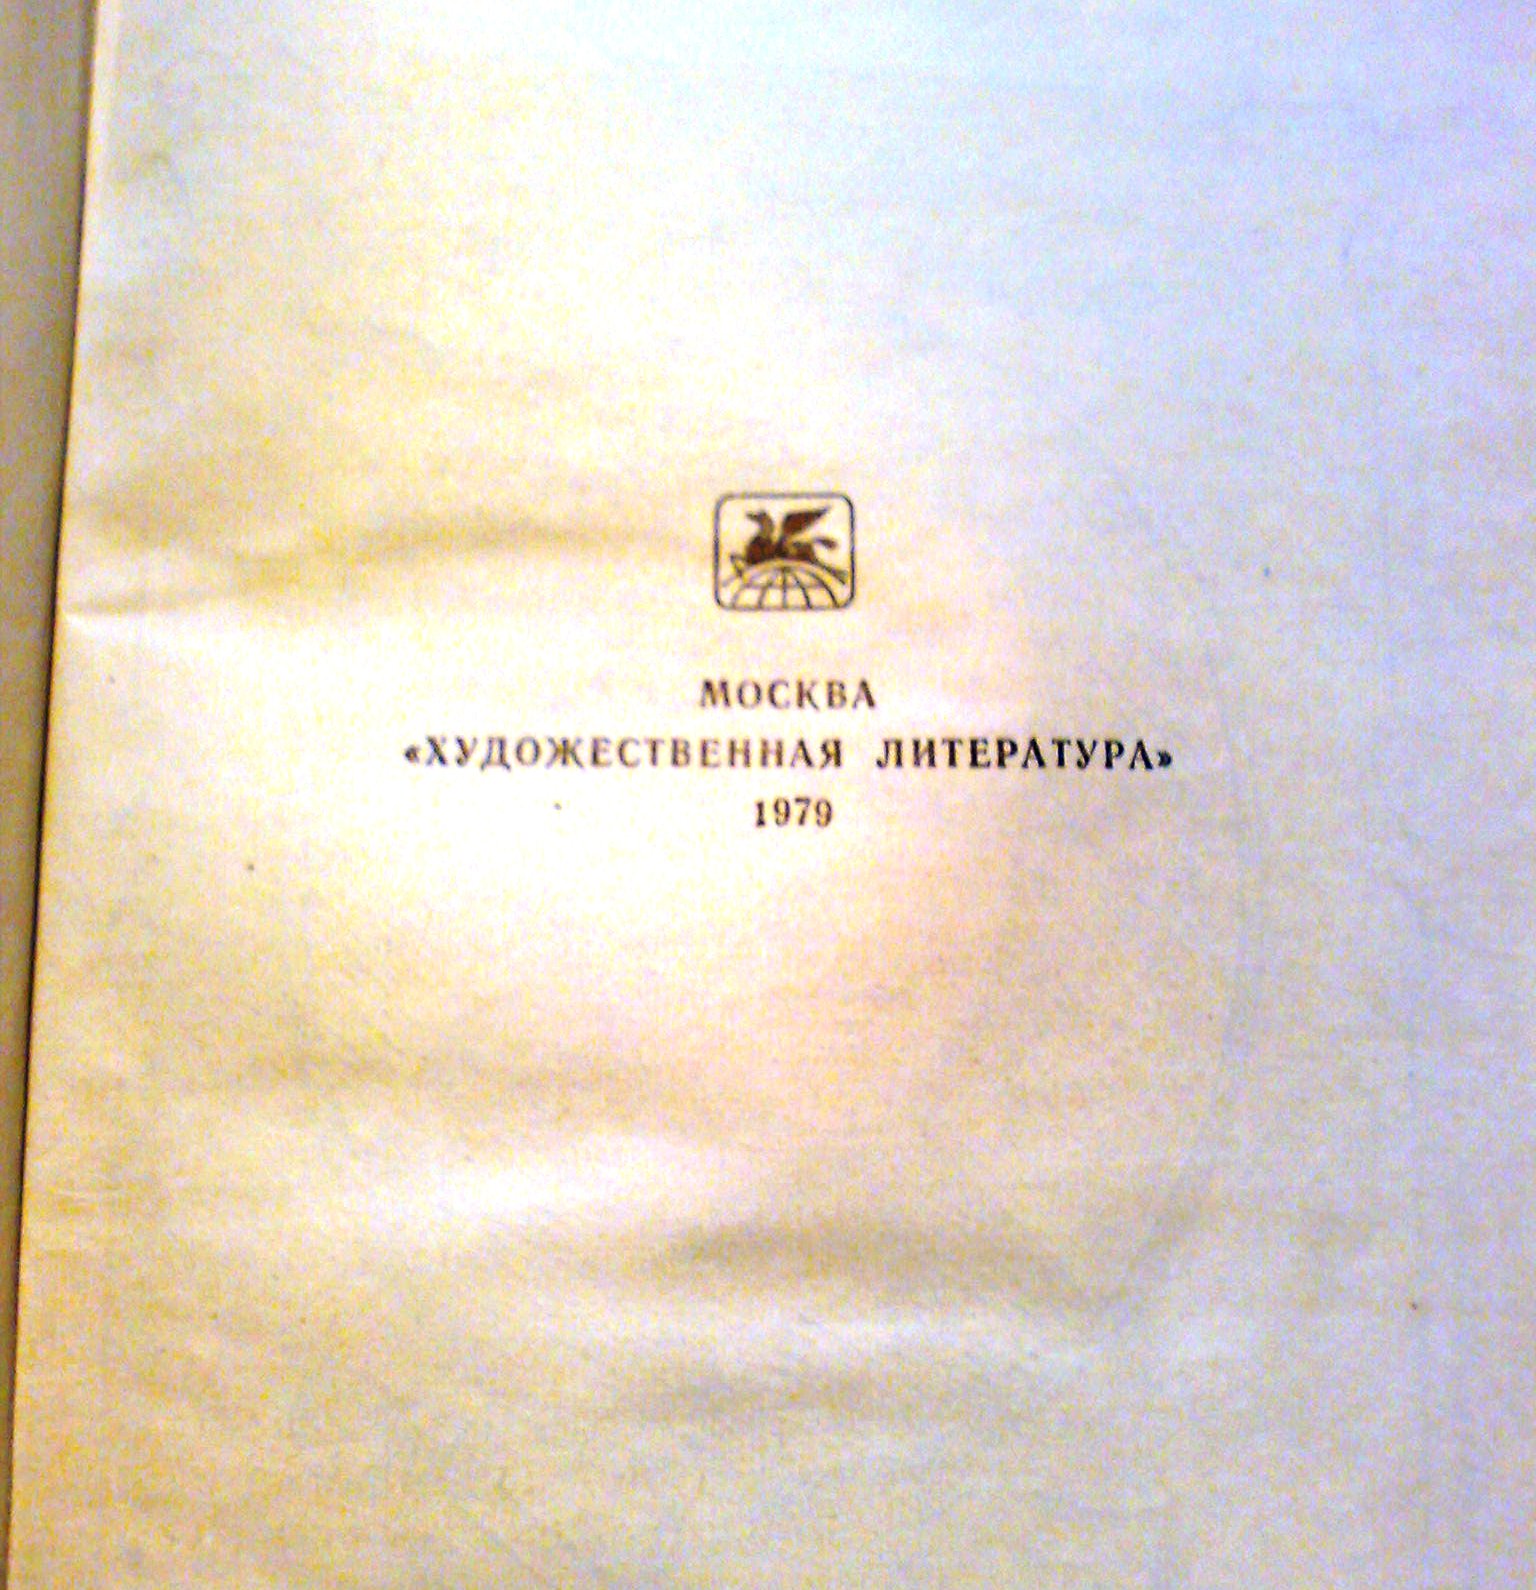 МОСКВА
«ХУДОЖЕСТВЕННАЯ ЛИТЕРАТУРА»
1979